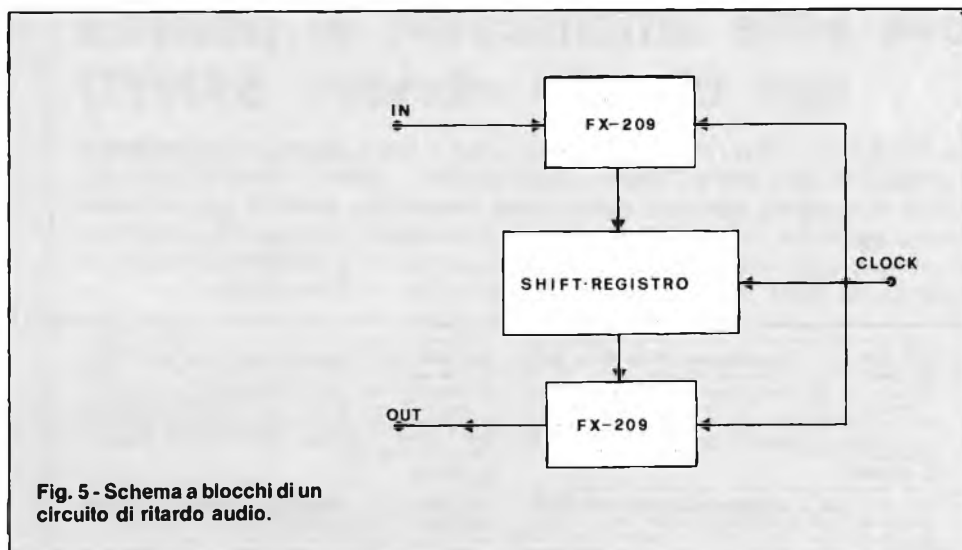 IN
FX-209
SHIFT-REGISTRO
CLOCK
OUT
FX-209
Fig. 5 - Schema a blocchi di un
circuito di ritardo audio.